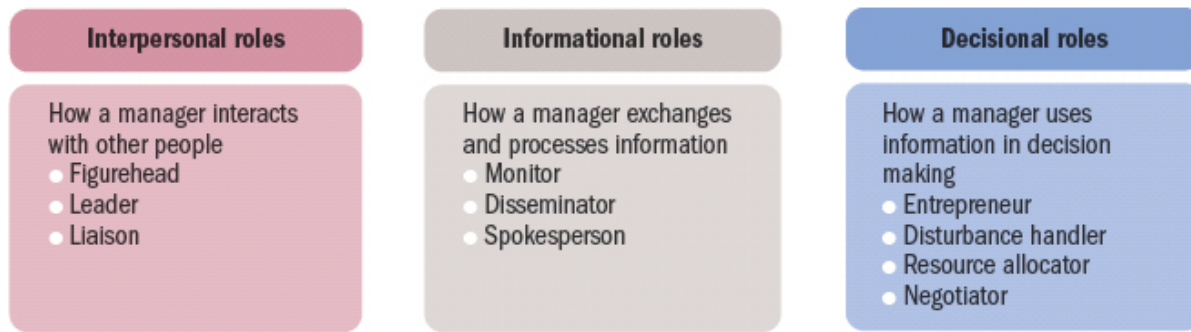 Interpersonal roles
How a manager interacts
with other people
Figurehead
Leader
Liaison
Informational roles
How a manager exchanges
and processes information
Monitor
Disseminator
Spokesperson
Decisional roles
How a manager uses
information in decision
making
Entrepreneur
Disturbance handler
Resource allocator
Negotiator